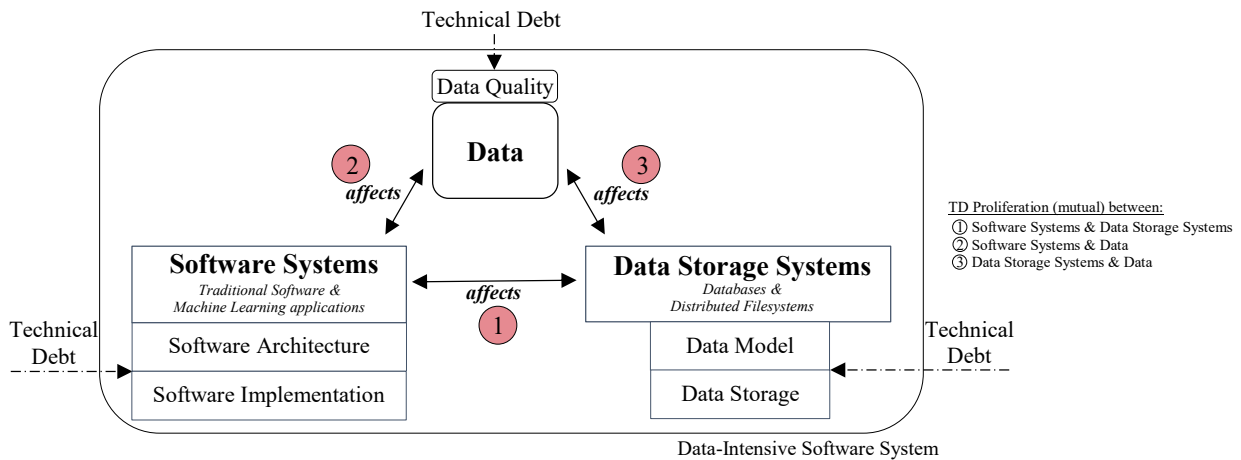 Technical Debt
Data Quality
Data
2
affects
3
affects
Software Systems
Traditional Software &
Machine Learning applications
Software Architecture
Software Implementation
affects
1
Data Storage Systems
Databases &
Distributed Filesystems
Data Model
Data Storage
Technical
Debt
Technical
Debt
Data-Intensive Software System
TD Proliferation (mutual) between:
① Software Systems & Data Storage Systems
② Software Systems & Data
③ Data Storage Systems & Data